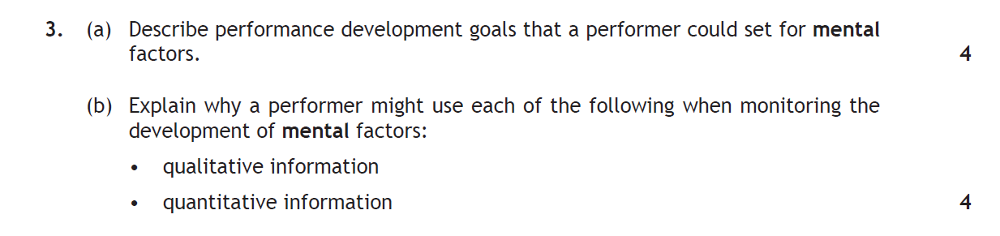 3. (a) Describe performance development goals that a performer could set for mental
factors. 4
(b) Explain why a performer might use each of the following when monitoring the
development of mental factors:
• qualitative information
• quantitative information 4